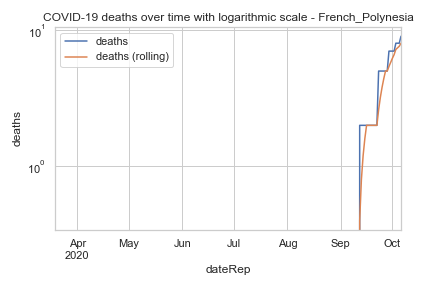 COVID-19 deaths over time with logarithmic scale - French_Polynesia
10¹
deaths
deaths (rolling)
deaths
10⁰
Apr
2020
May
Jun
Jul
Aug
Sep
Oct
dateRep